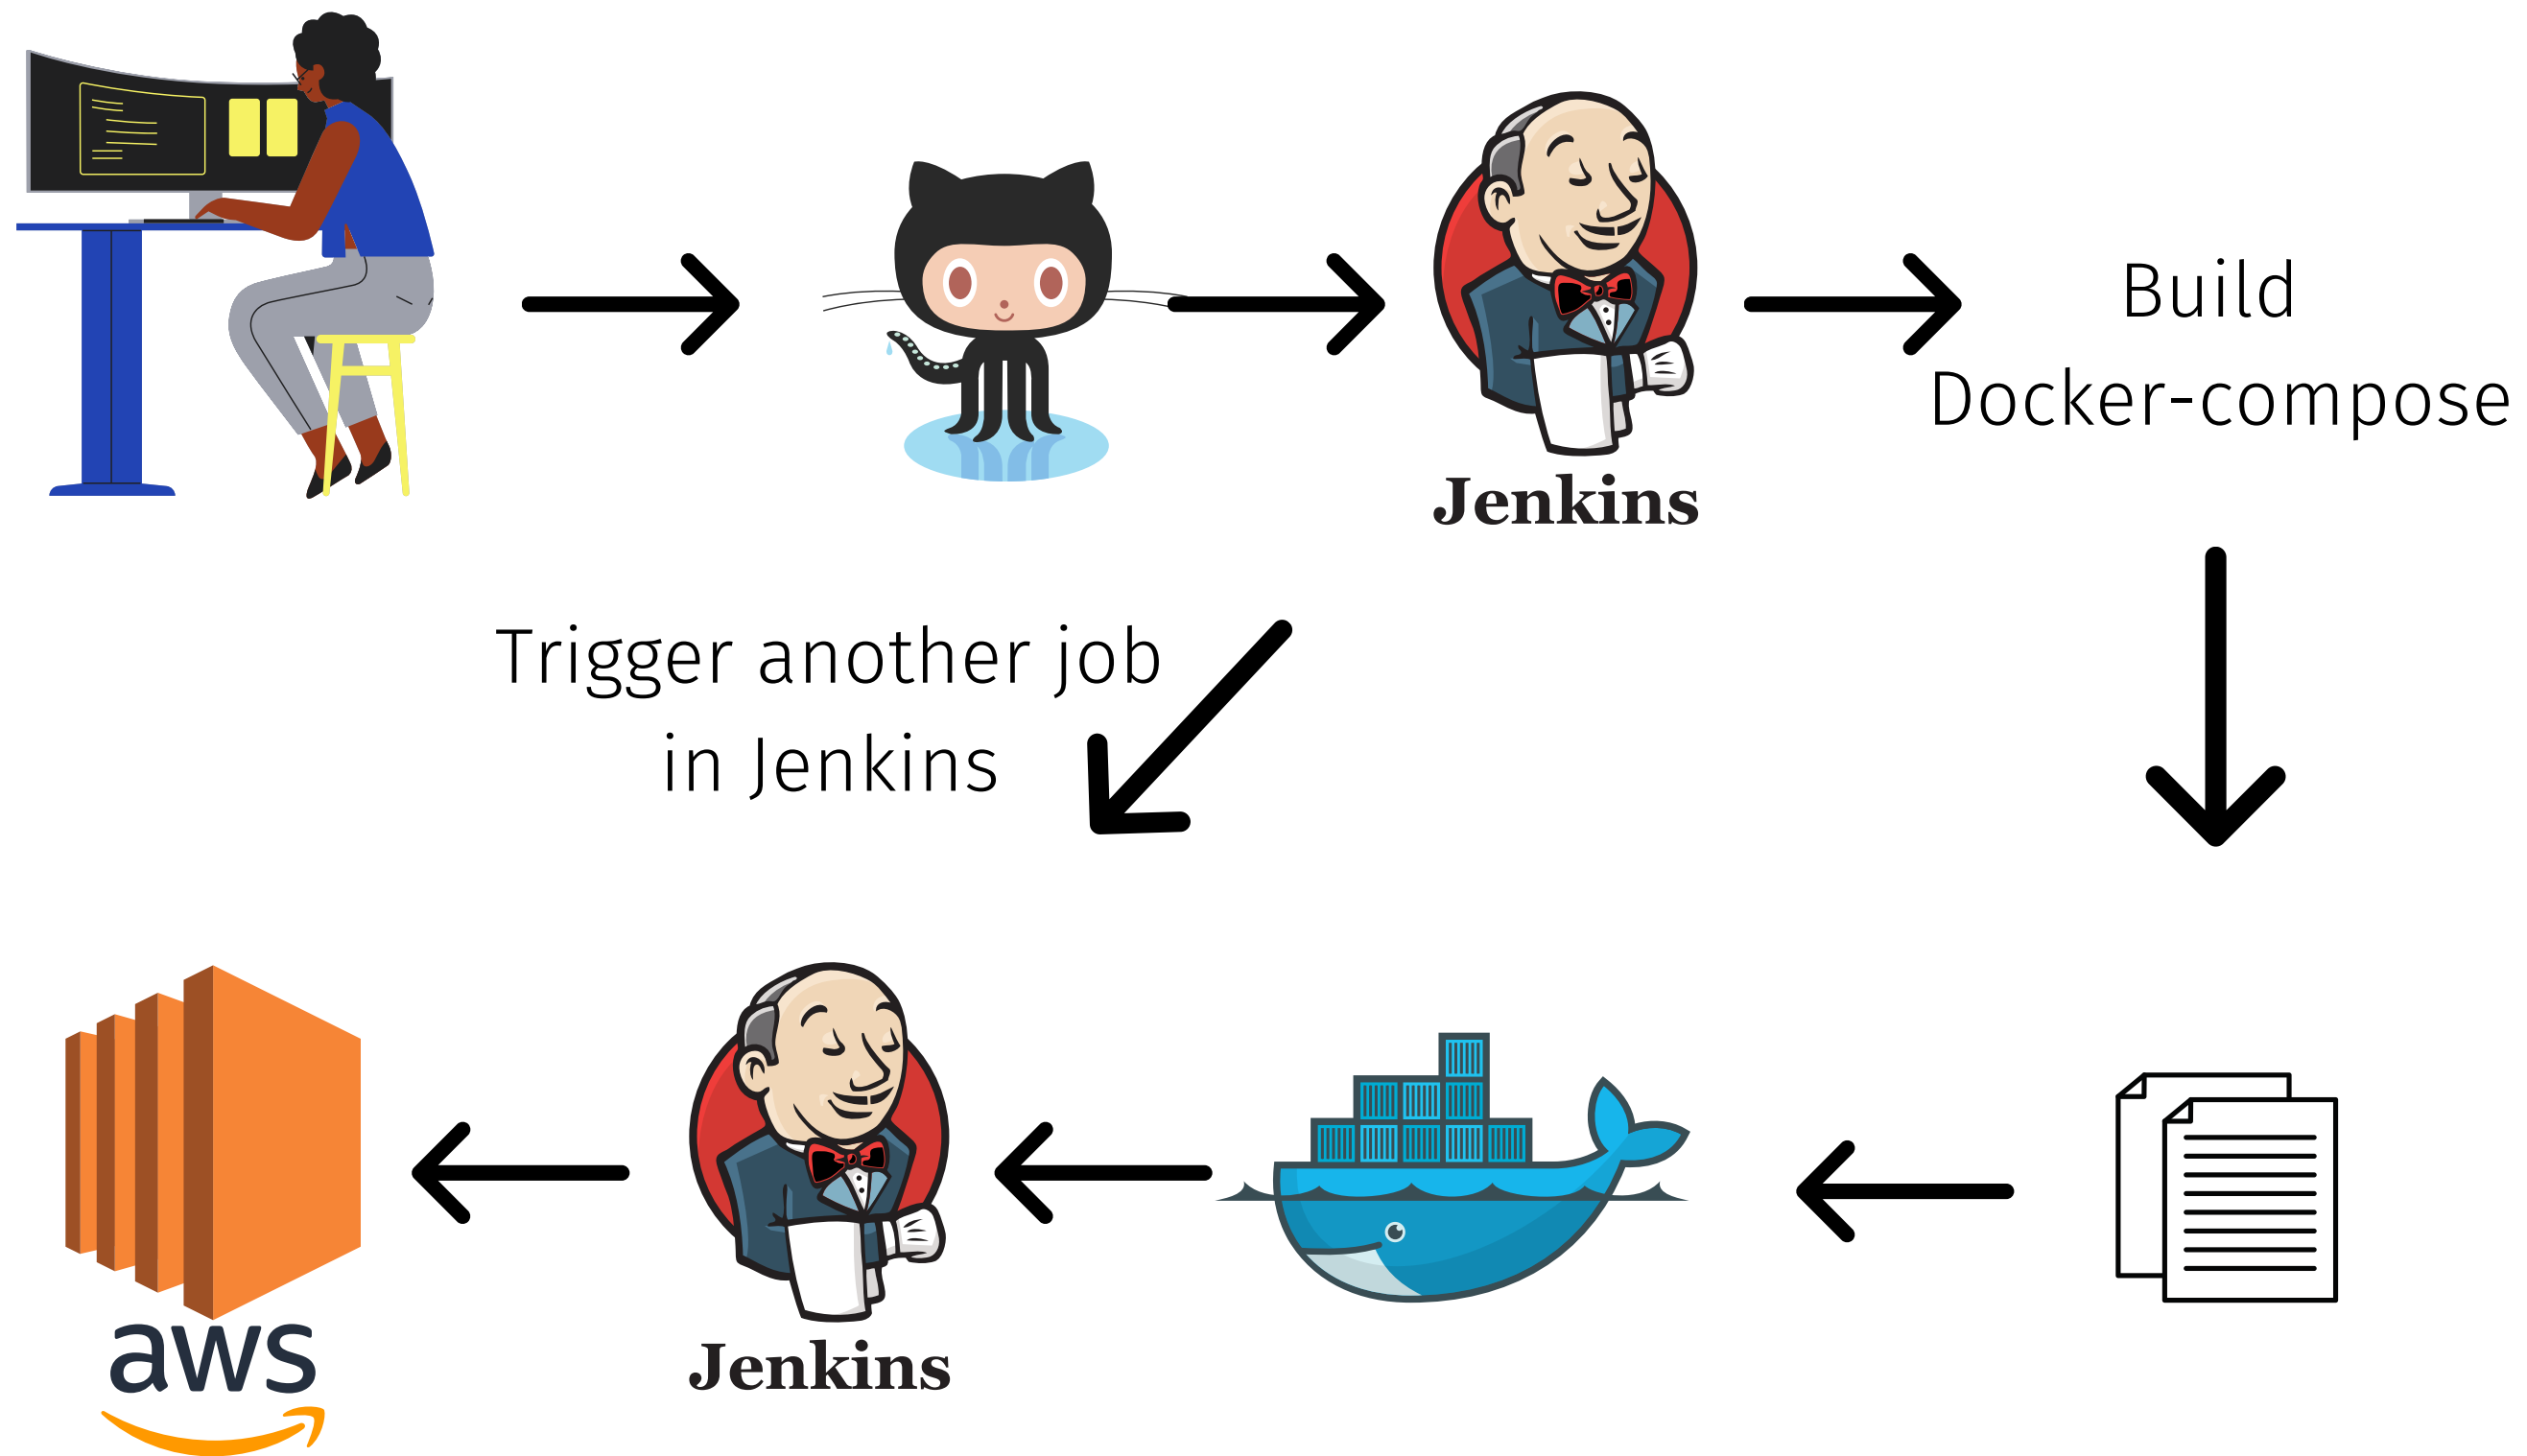 Build
Docker-compose
Jenkins
Trigger another job
in Jenkins
Jenkins
aws